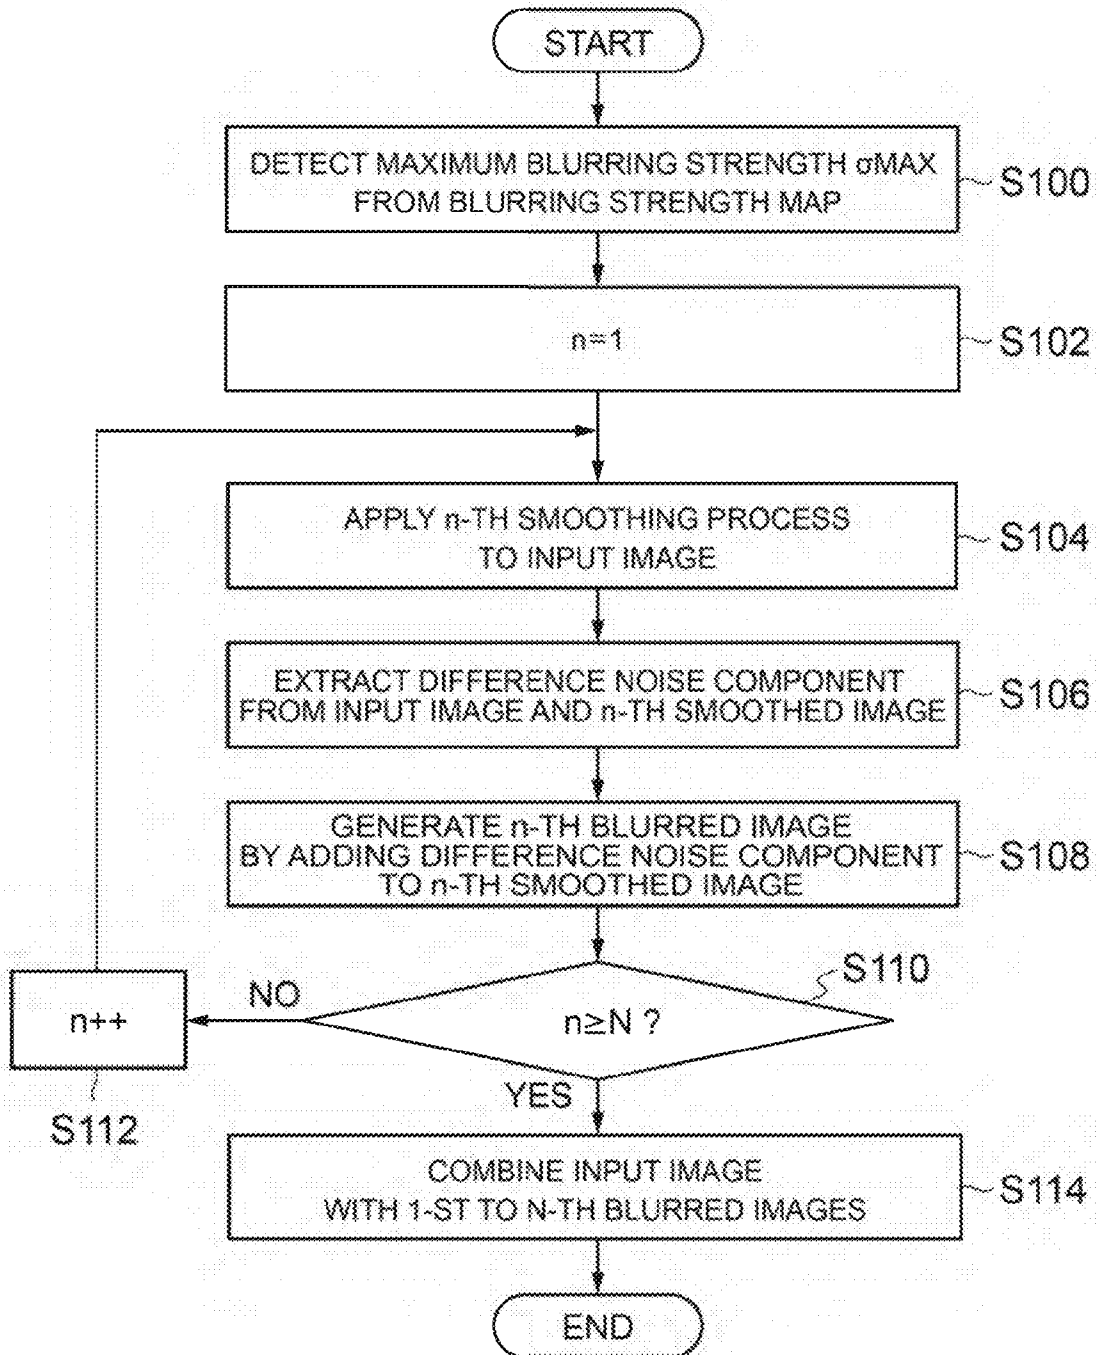 START
DETECT MAXIMUM BLURRING STRENGTH σMAX
FROM BLURRING STRENGTH MAP
S100
n=1
S102
APPLY n-TH SMOOTHING PROCESS
TO INPUT IMAGE
S104
EXTRACT DIFFERENCE NOISE COMPONENT
FROM INPUT IMAGE AND n-TH SMOOTHED IMAGE
S106
GENERATE n-TH BLURRED IMAGE
BY ADDING DIFFERENCE NOISE COMPONENT
TO n-TH SMOOTHED IMAGE
S108
S110
n≥N ?
NO
n++
S112
YES
COMBINE INPUT IMAGE
WITH 1-ST TO N-TH BLURRED IMAGES
S114
END